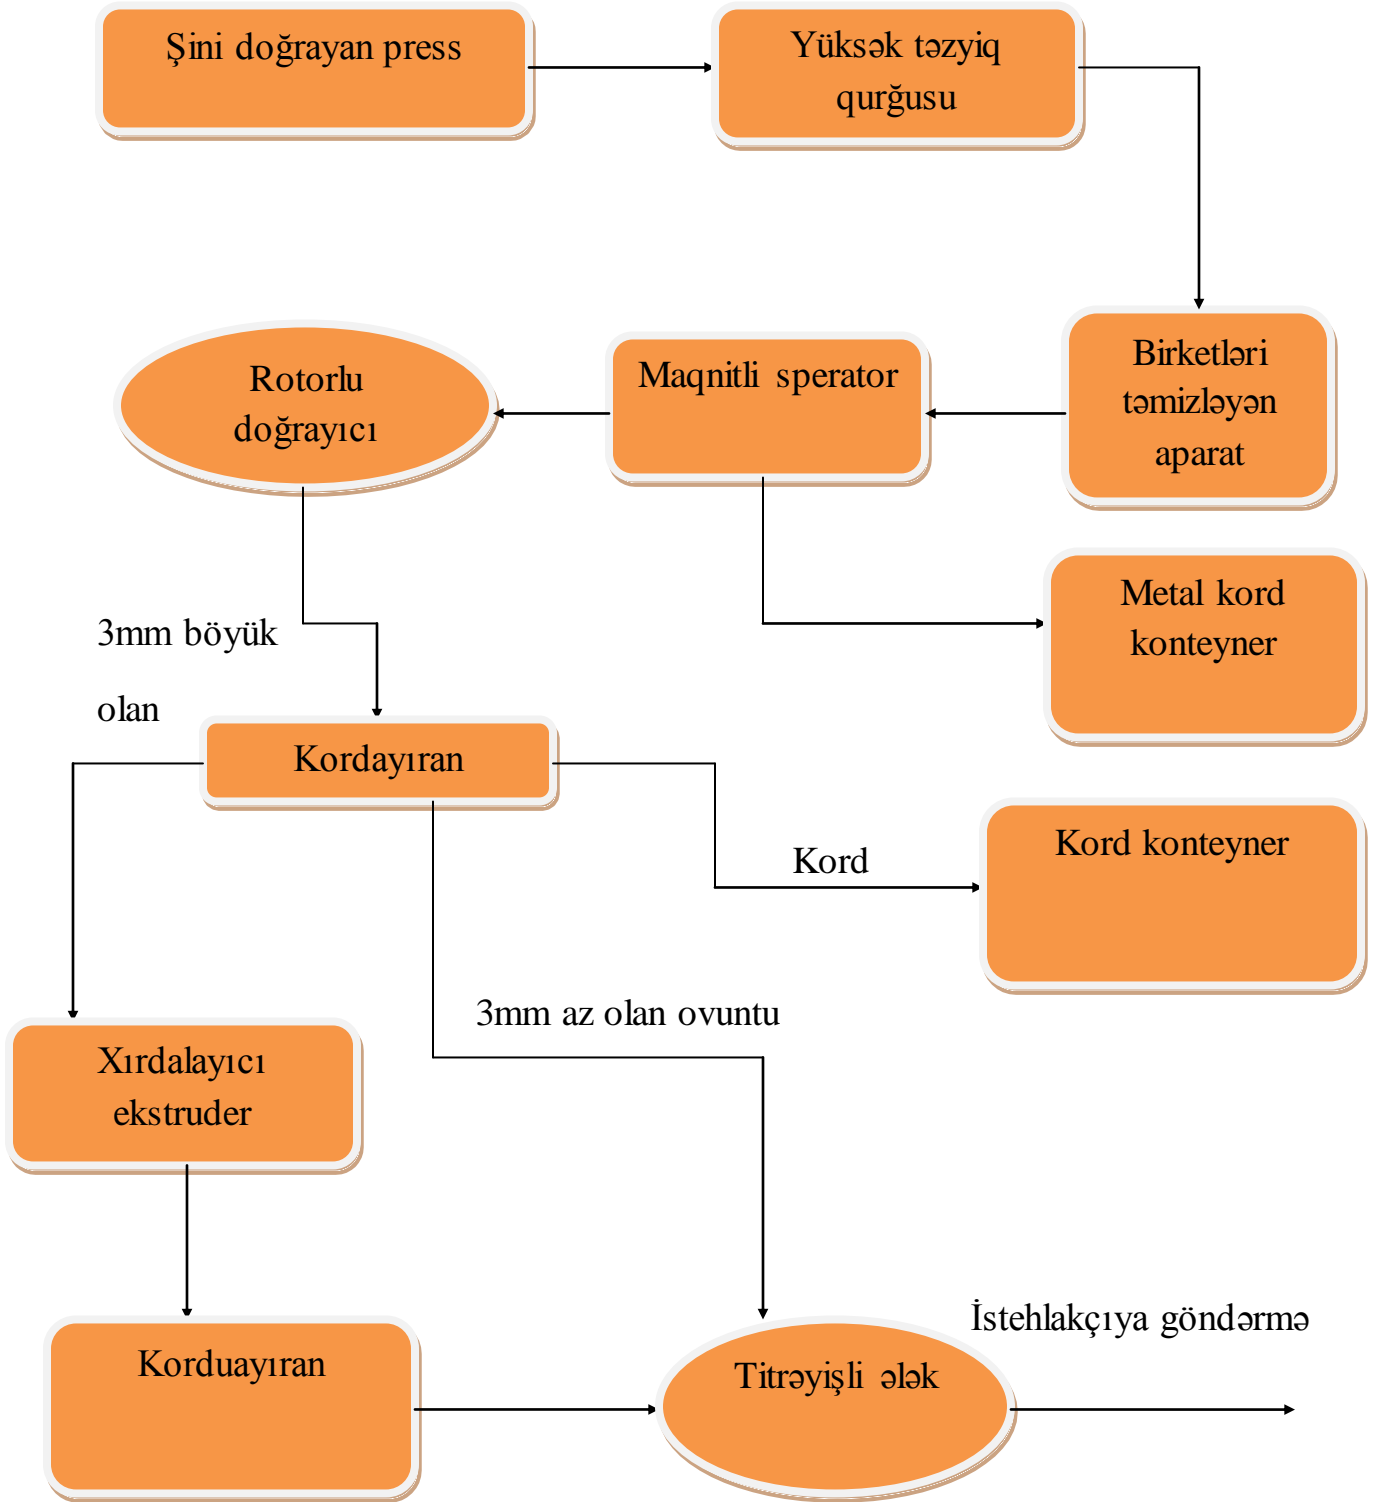 Şini doğrayan press
Yüksək təzyiq
qurğusu
Rotorlu
doğrayıcı
Maqnitli sperator
Birketləri
təmizləyən
aparat
Metal kord
konteyner
3mm böyük
olan
Kordayıran
Kord
Kord konteyner
3mm az olan ovuntu
Xırdalayıcı
ekstruder
İstehlakçıya göndərmə
Korduayıran
Titrəyişli ələk